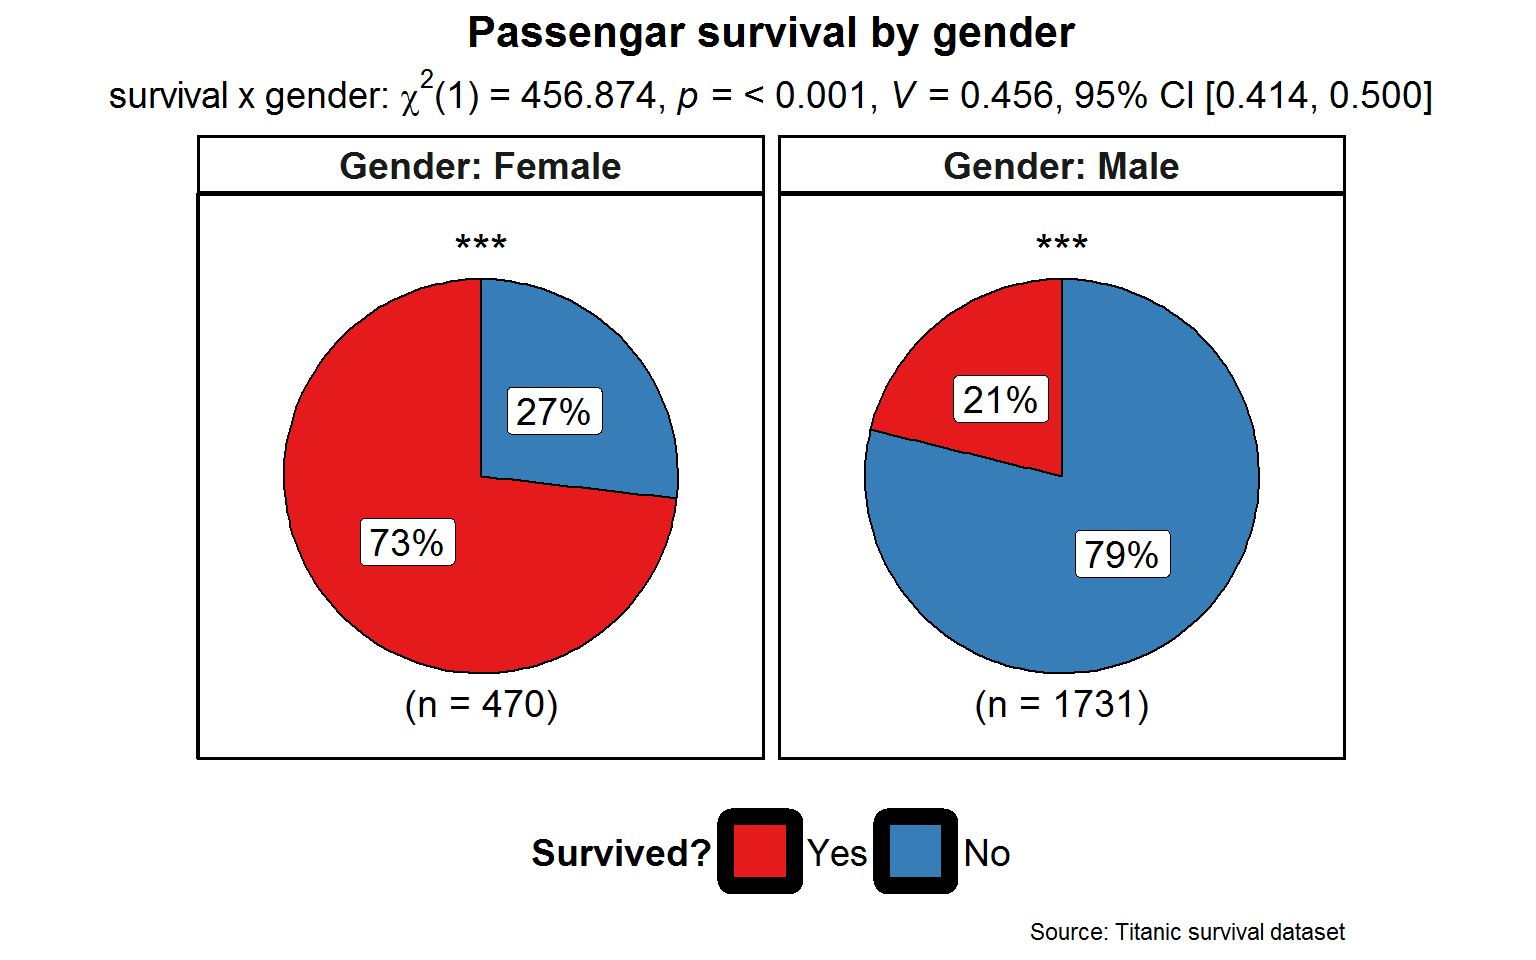 Passengar survival by gender
survival x gender: χ²(1) = 456.874, p = < 0.001, V = 0.456, 95% CI [0.414, 0.500]
Gender: Female
***
27%
73%
(n = 470)
Gender: Male
***
21%
79%
(n = 1731)
Survived? Yes No
Source: Titanic survival dataset